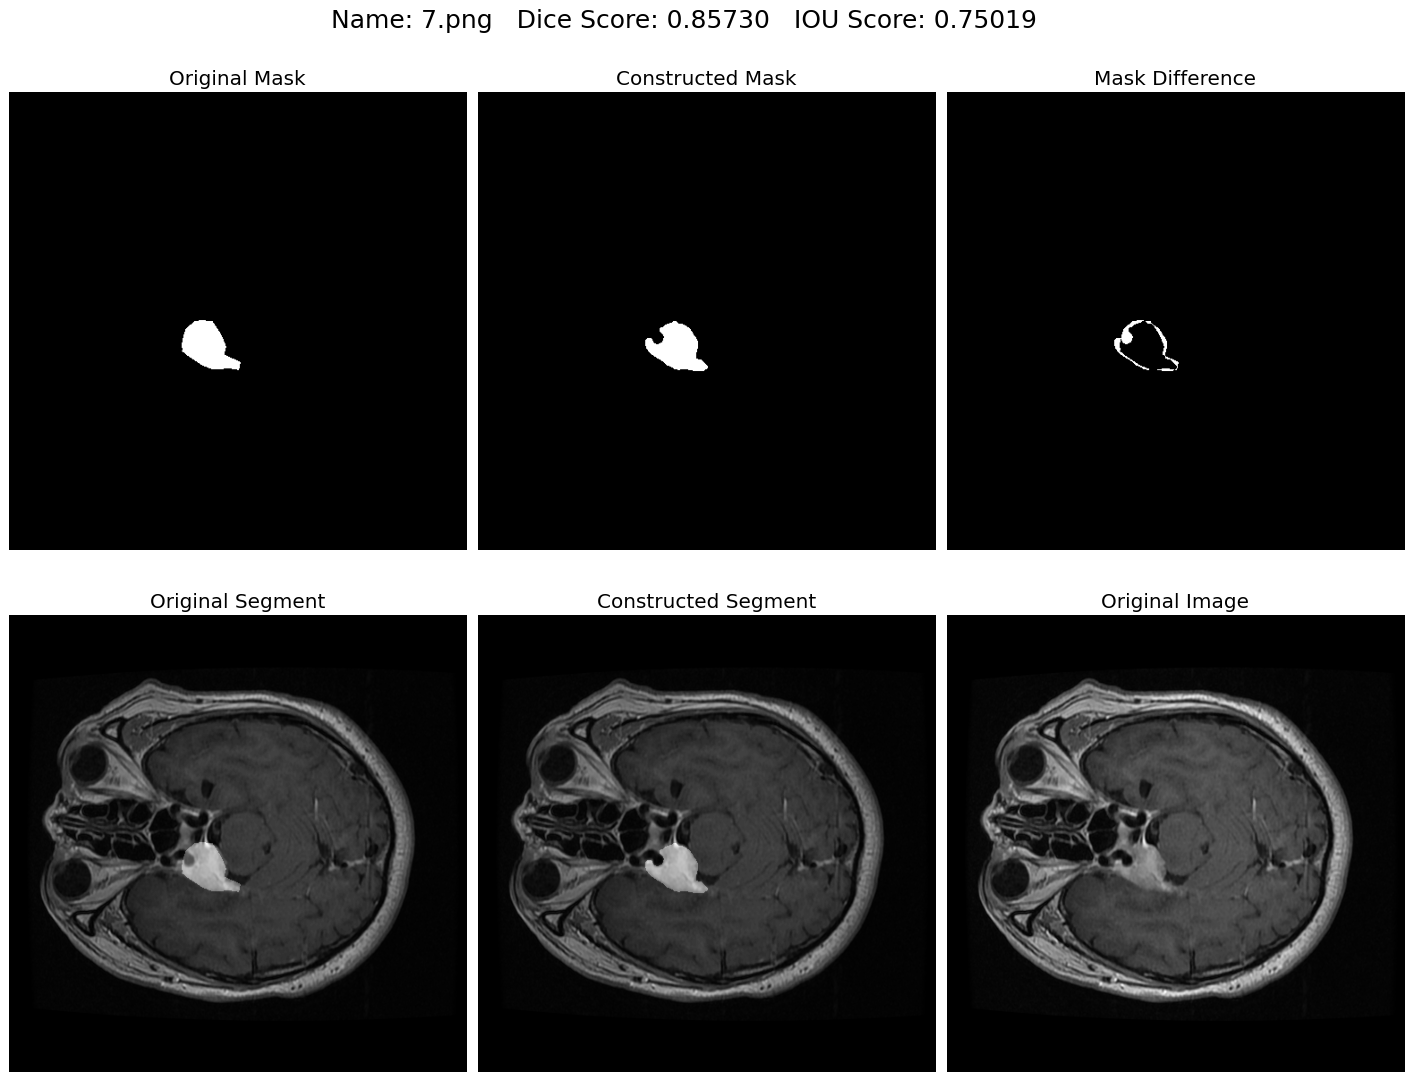 Name: 7.png   Dice Score: 0.85730   IOU Score: 0.75019
Original Mask
Constructed Mask
Mask Difference
Original Segment
Constructed Segment
Original Image